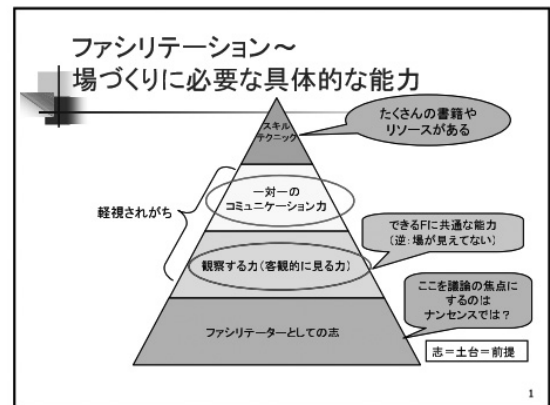 ファシリテーション～
場づくりに必要な具体的な能力
スキル
テクニック
たくさんの書籍や
リソースがある
一対一の
コミュニケーション力
軽視されがち
できるFに共通な能力
(逆:場が見えてない)
観察する力(客観的に見る力)
ここを議論の焦点に
するのは
ナンセンスでは?
ファシリテーターとしての志
志=土台=前提
1